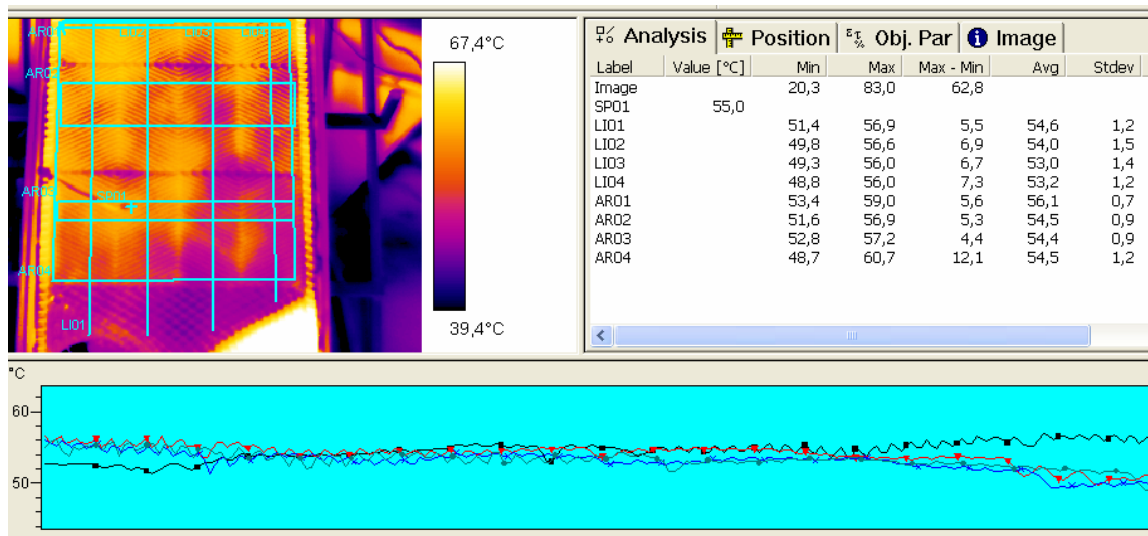 67,4°C
39,4°C
AR01 LI02 LI03 LI04
AR02
AR03
SP01
AR04
LI01
Analysis Position Obj. Par Image
Label Value [°C] Min Max Max - Min Avg Stdev
Image 20,3 83,0 62,8
SP01 55,0
LI01 51,4 56,9 5,5 54,6 1,2
LI02 49,8 56,6 6,9 54,0 1,5
LI03 49,3 56,0 6,7 53,0 1,4
LI04 48,8 56,0 7,3 53,2 1,2
AR01 53,4 59,0 5,6 56,1 0,7
AR02 51,6 56,9 5,3 54,5 0,9
AR03 52,8 57,2 4,4 54,4 0,9
AR04 48,7 60,7 12,1 54,5 1,2
°C
60
50